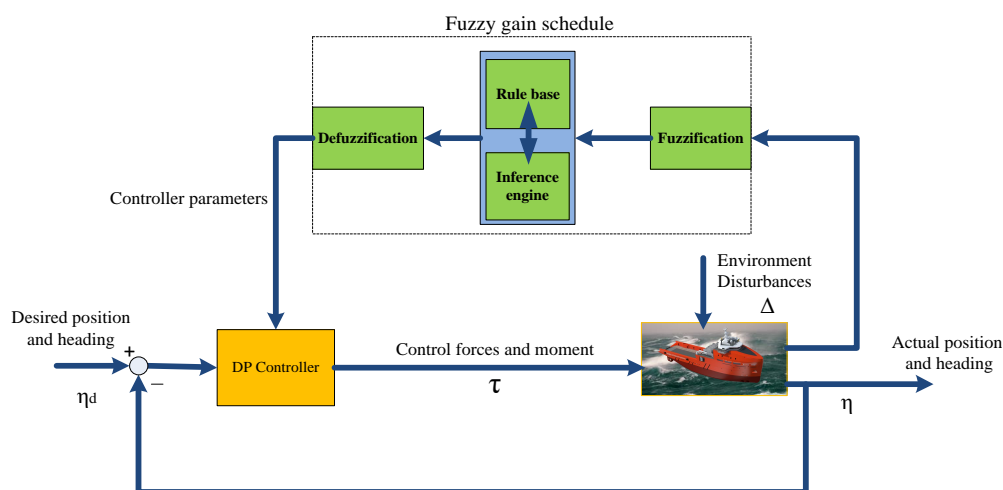 Fuzzy gain schedule
Rule base
Defuzzification
Fuzzification
Inference
engine
Controller parameters
Environment
Disturbances
Δ
Desired position
and heading
+
−
DP Controller
Control forces and moment
τ
Actual position
and heading
ηd
η